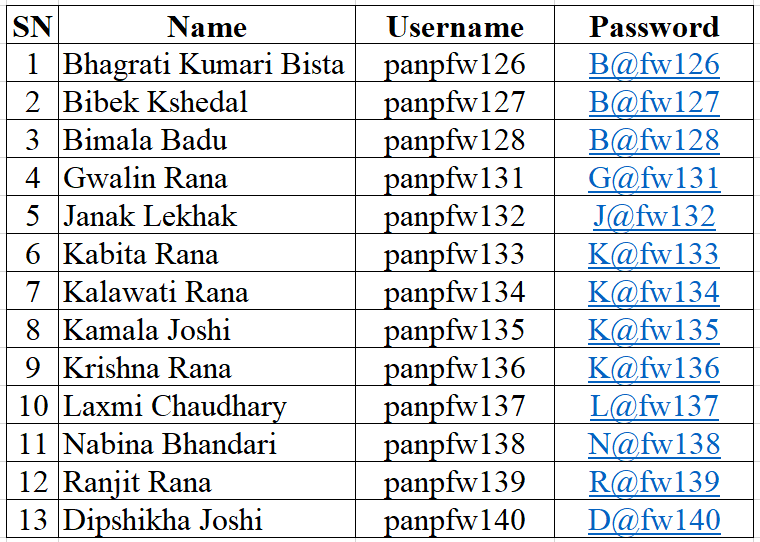 SN Name Username Password
1 Bhagrati Kumari Bista panpfw126 B@fw126
2 Bibek Kshedal panpfw127 B@fw127
3 Bimala Badu panpfw128 B@fw128
4 Gwalin Rana panpfw131 G@fw131
5 Janak Lekhak panpfw132 J@fw132
6 Kabita Rana panpfw133 K@fw133
7 Kalawati Rana panpfw134 K@fw134
8 Kamala Joshi panpfw135 K@fw135
9 Krishna Rana panpfw136 K@fw136
10 Laxmi Chaudhary panpfw137 L@fw137
11 Nabina Bhandari panpfw138 N@fw138
12 Ranjit Rana panpfw139 R@fw139
13 Dipshikha Joshi panpfw140 D@fw140